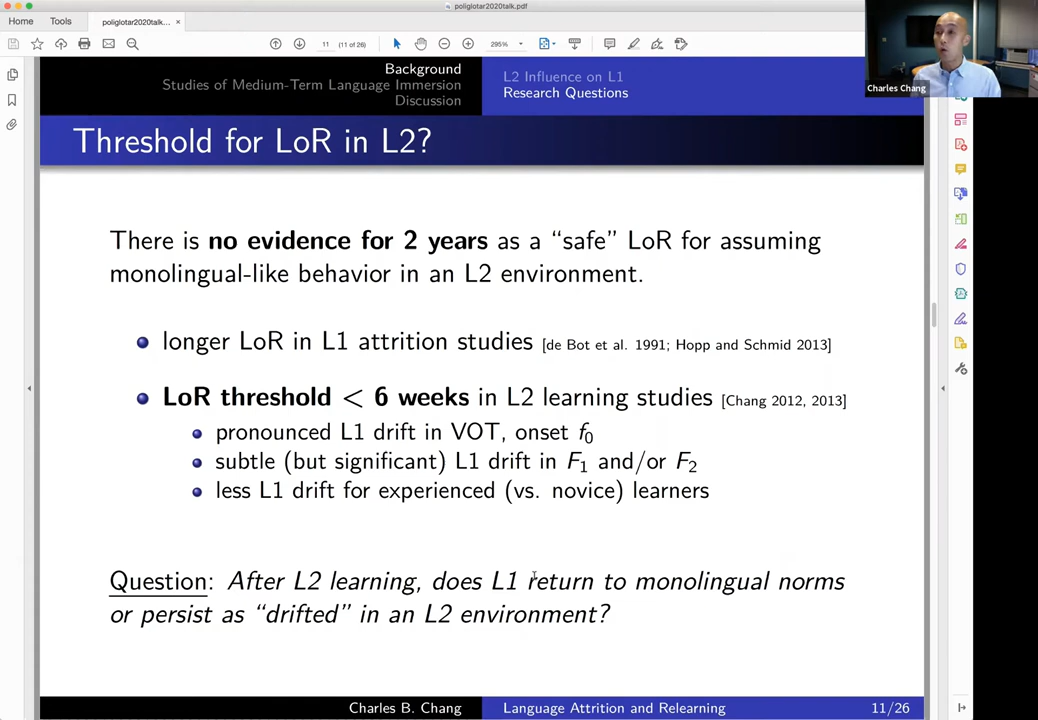 poliglotar2020talk.pdf
Home
Tools
poliglotar2020talk...
×
11
(11 of 26)
295%
Charles Chang
Background
Studies of Medium-Term Language Immersion
Discussion
L2 Influence on L1
Research Questions
Threshold for LoR in L2?
There is no evidence for 2 years as a “safe” LoR for assuming
monolingual-like behavior in an L2 environment.
longer LoR in L1 attrition studies [de Bot et al. 1991; Hopp and Schmid 2013]
LoR threshold < 6 weeks in L2 learning studies [Chang 2012, 2013]
pronounced L1 drift in VOT, onset f0
subtle (but significant) L1 drift in F1 and/or F2
less L1 drift for experienced (vs. novice) learners
Question: After L2 learning, does L1 return to monolingual norms
or persist as “drifted” in an L2 environment?
Charles B. Chang
Language Attrition and Relearning
11/26